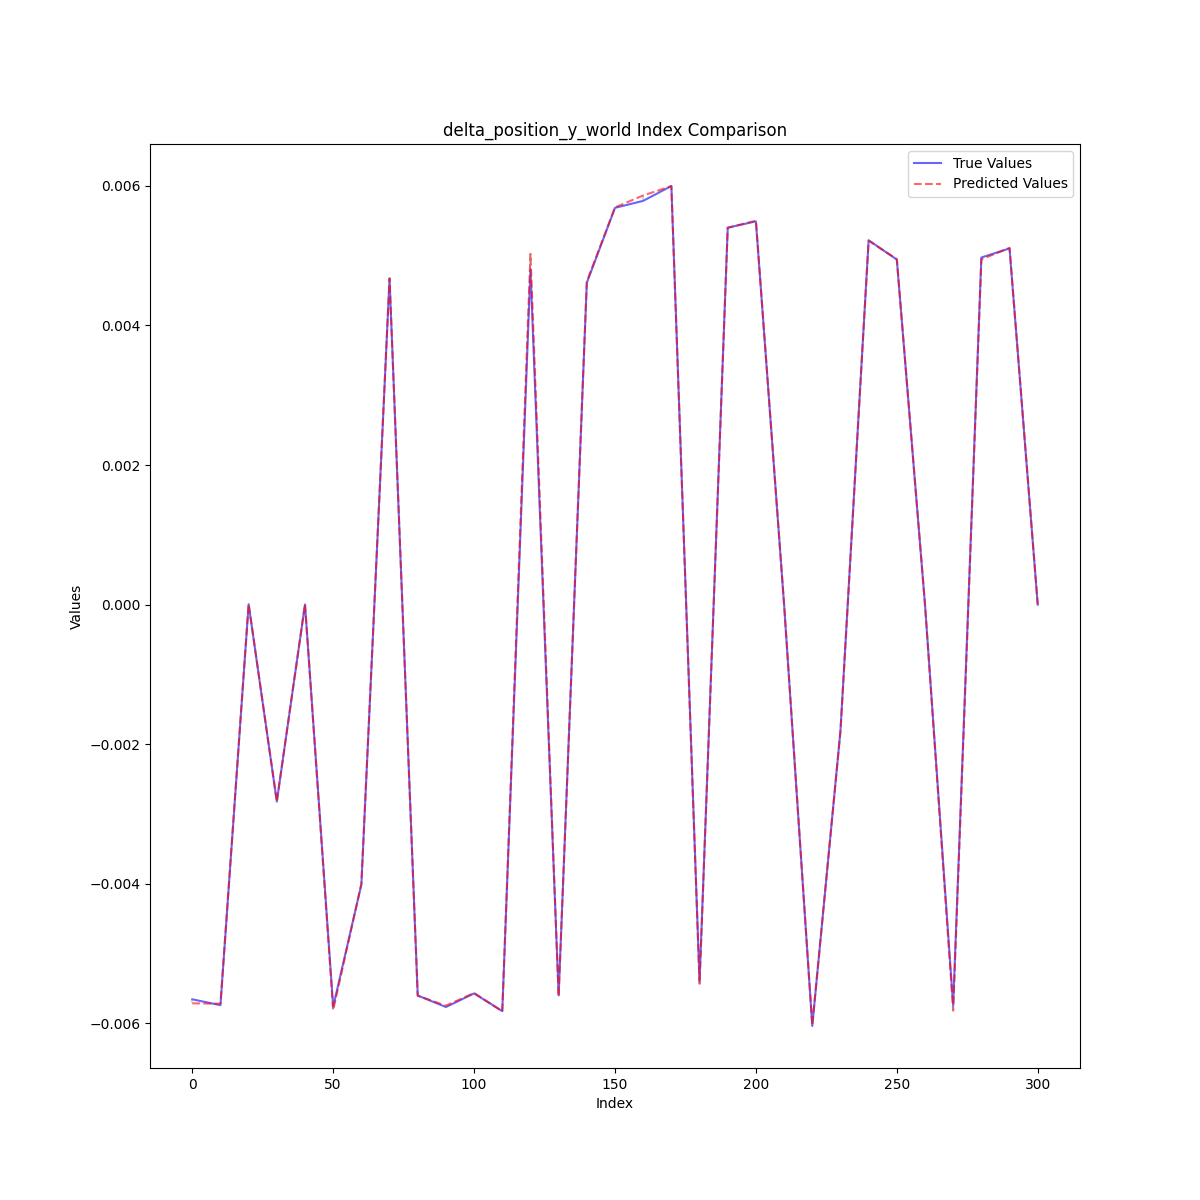 delta_position_y_world Index Comparison
True Values
Predicted Values
0.006
0.004
0.002
0.000
−0.002
−0.004
−0.006
Values
0 50 100 150 200 250 300
Index